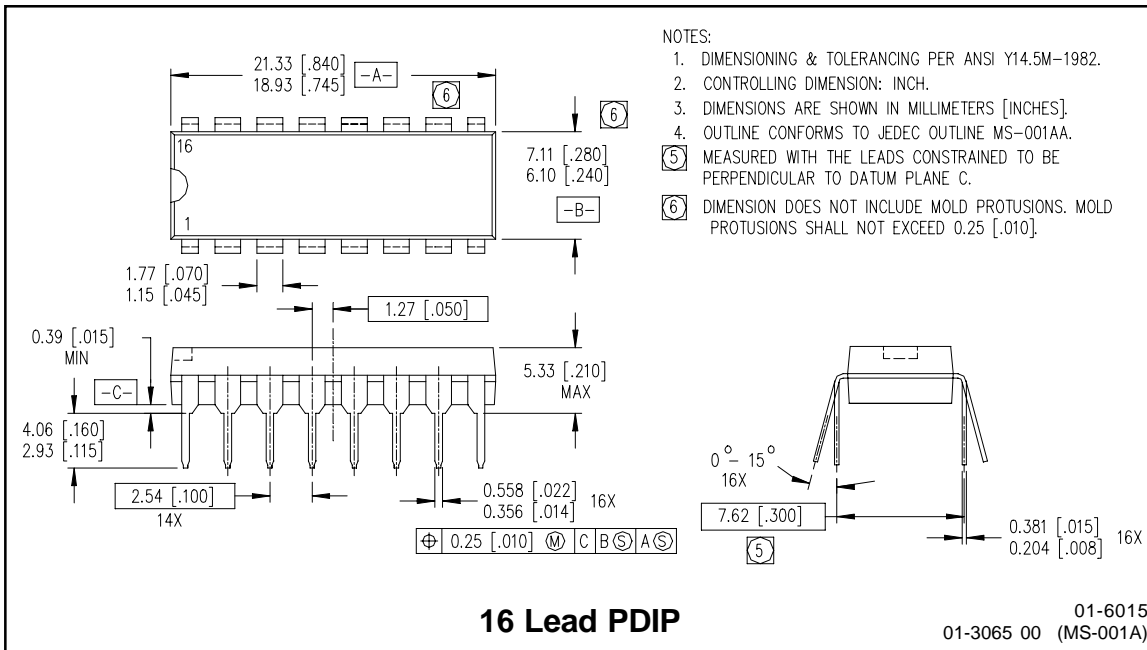 21.33 [.840]
18.93 [.745]
-A-
6
6
16
1
7.11 [.280]
6.10 [.240]
-B-
NOTES:
1. DIMENSIONING & TOLERANCING PER ANSI Y14.5M-1982.
2. CONTROLLING DIMENSION: INCH.
3. DIMENSIONS ARE SHOWN IN MILLIMETERS [INCHES].
4. OUTLINE CONFORMS TO JEDEC OUTLINE MS-001AA.
5 MEASURED WITH THE LEADS CONSTRAINED TO BE
PERPENDICULAR TO DATUM PLANE C.
6 DIMENSION DOES NOT INCLUDE MOLD PROTUSIONS. MOLD
PROTUSIONS SHALL NOT EXCEED 0.25 [.010].
1.77 [.070]
1.15 [.045]
1.27 [.050]
0.39 [.015]
MIN
-C-
5.33 [.210]
MAX
4.06 [.160]
2.93 [.115]
2.54 [.100]
14X
0.558 [.022]
0.356 [.014] 16X
⌖ 0.25 [.010] Ⓜ C B Ⓢ A Ⓢ
0°- 15°
16X
7.62 [.300]
5
0.381 [.015]
0.204 [.008] 16X
16 Lead PDIP
01-6015
01-3065 00 (MS-001A)